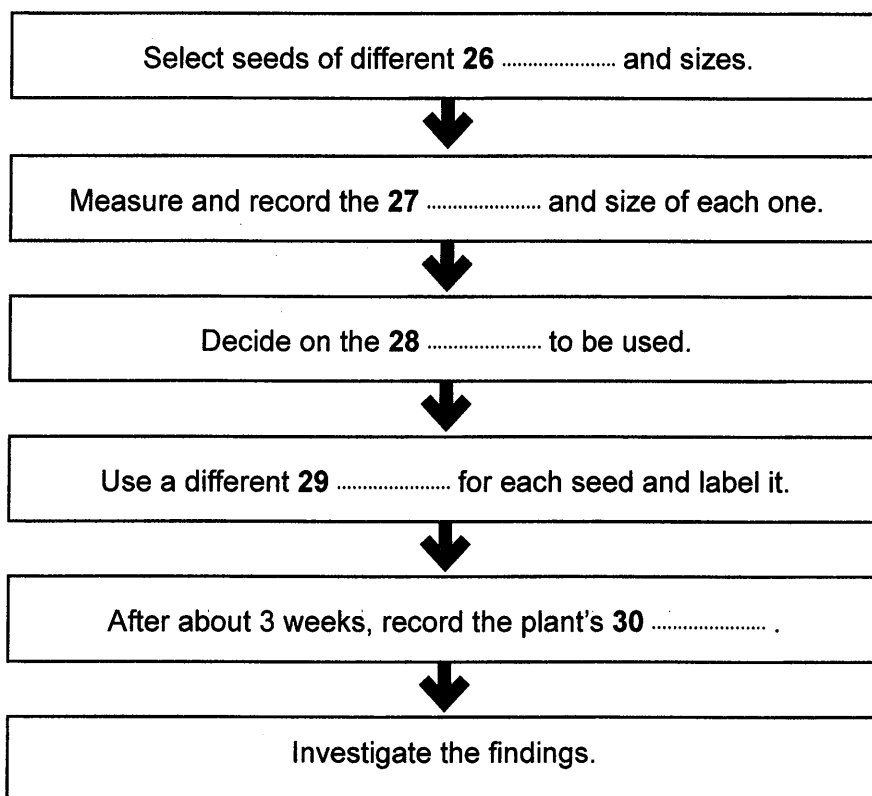 Select seeds of different 26 ...................... and sizes.
Measure and record the 27 ...................... and size of each one.
Decide on the 28 ...................... to be used.
Use a different 29 ...................... for each seed and label it.
After about 3 weeks, record the plant's 30 ...................... .
Investigate the findings.